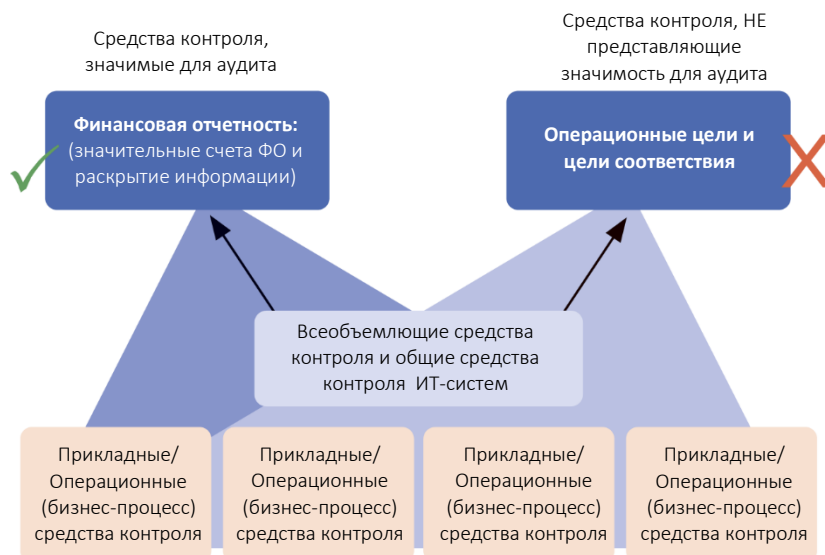 Средства контроля,
значимые для аудита
Средства контроля, НЕ
представляющие
значимость для аудита
Финансовая отчетность:
(значительные счета ФО и
раскрытие информации)
Операционные цели и
цели соответствия
Всеобъемлющие средства
контроля и общие средства
контроля ИТ-систем
Прикладные/
Операционные
(бизнес-процесс)
средства контроля
Прикладные/
Операционные
(бизнес-процесс)
средства контроля
Прикладные/
Операционные
(бизнес-процесс)
средства контроля
Прикладные/
Операционные
(бизнес-процесс)
средства контроля